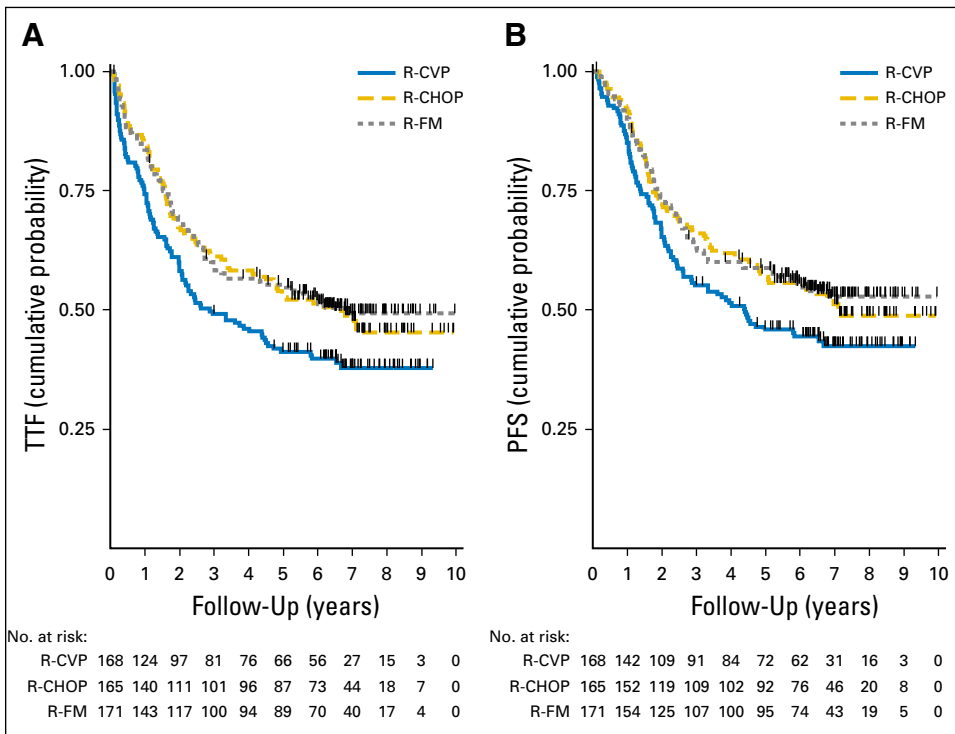 A
TTF (cumulative probability)
1.00
0.75
0.50
0.25
R-CVP
R-CHOP
R-FM
0 1 2 3 4 5 6 7 8 9 10
Follow-Up (years)
No. at risk:
R-CVP 168 124 97 81 76 66 56 27 15 3 0
R-CHOP 165 140 111 101 96 87 73 44 18 7 0
R-FM 171 143 117 100 94 89 70 40 17 4 0
B
PFS (cumulative probability)
1.00
0.75
0.50
0.25
R-CVP
R-CHOP
R-FM
0 1 2 3 4 5 6 7 8 9 10
Follow-Up (years)
No. at risk:
R-CVP 168 142 109 91 84 72 62 31 16 3 0
R-CHOP 165 152 119 109 102 92 76 46 20 8 0
R-FM 171 154 125 107 100 95 74 43 19 5 0